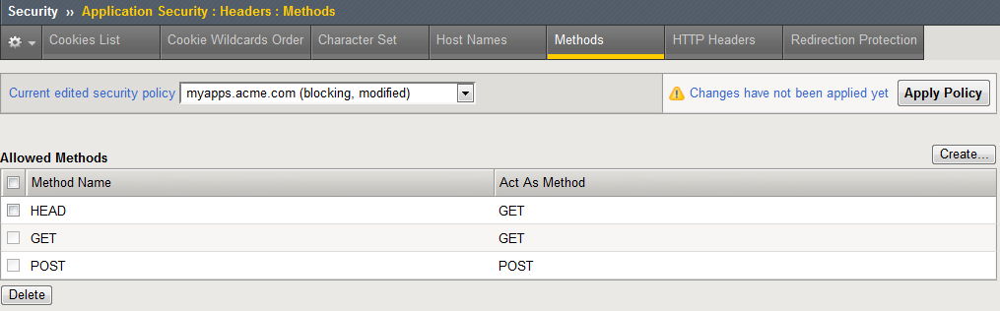 Security ›› Application Security : Headers : Methods
Cookies List Cookie Wildcards Order Character Set Host Names Methods HTTP Headers Redirection Protection
Current edited security policy myapps.acme.com (blocking, modified) Changes have not been applied yet Apply Policy
Allowed Methods Create...
Method Name Act As Method
HEAD GET
GET GET
POST POST
Delete